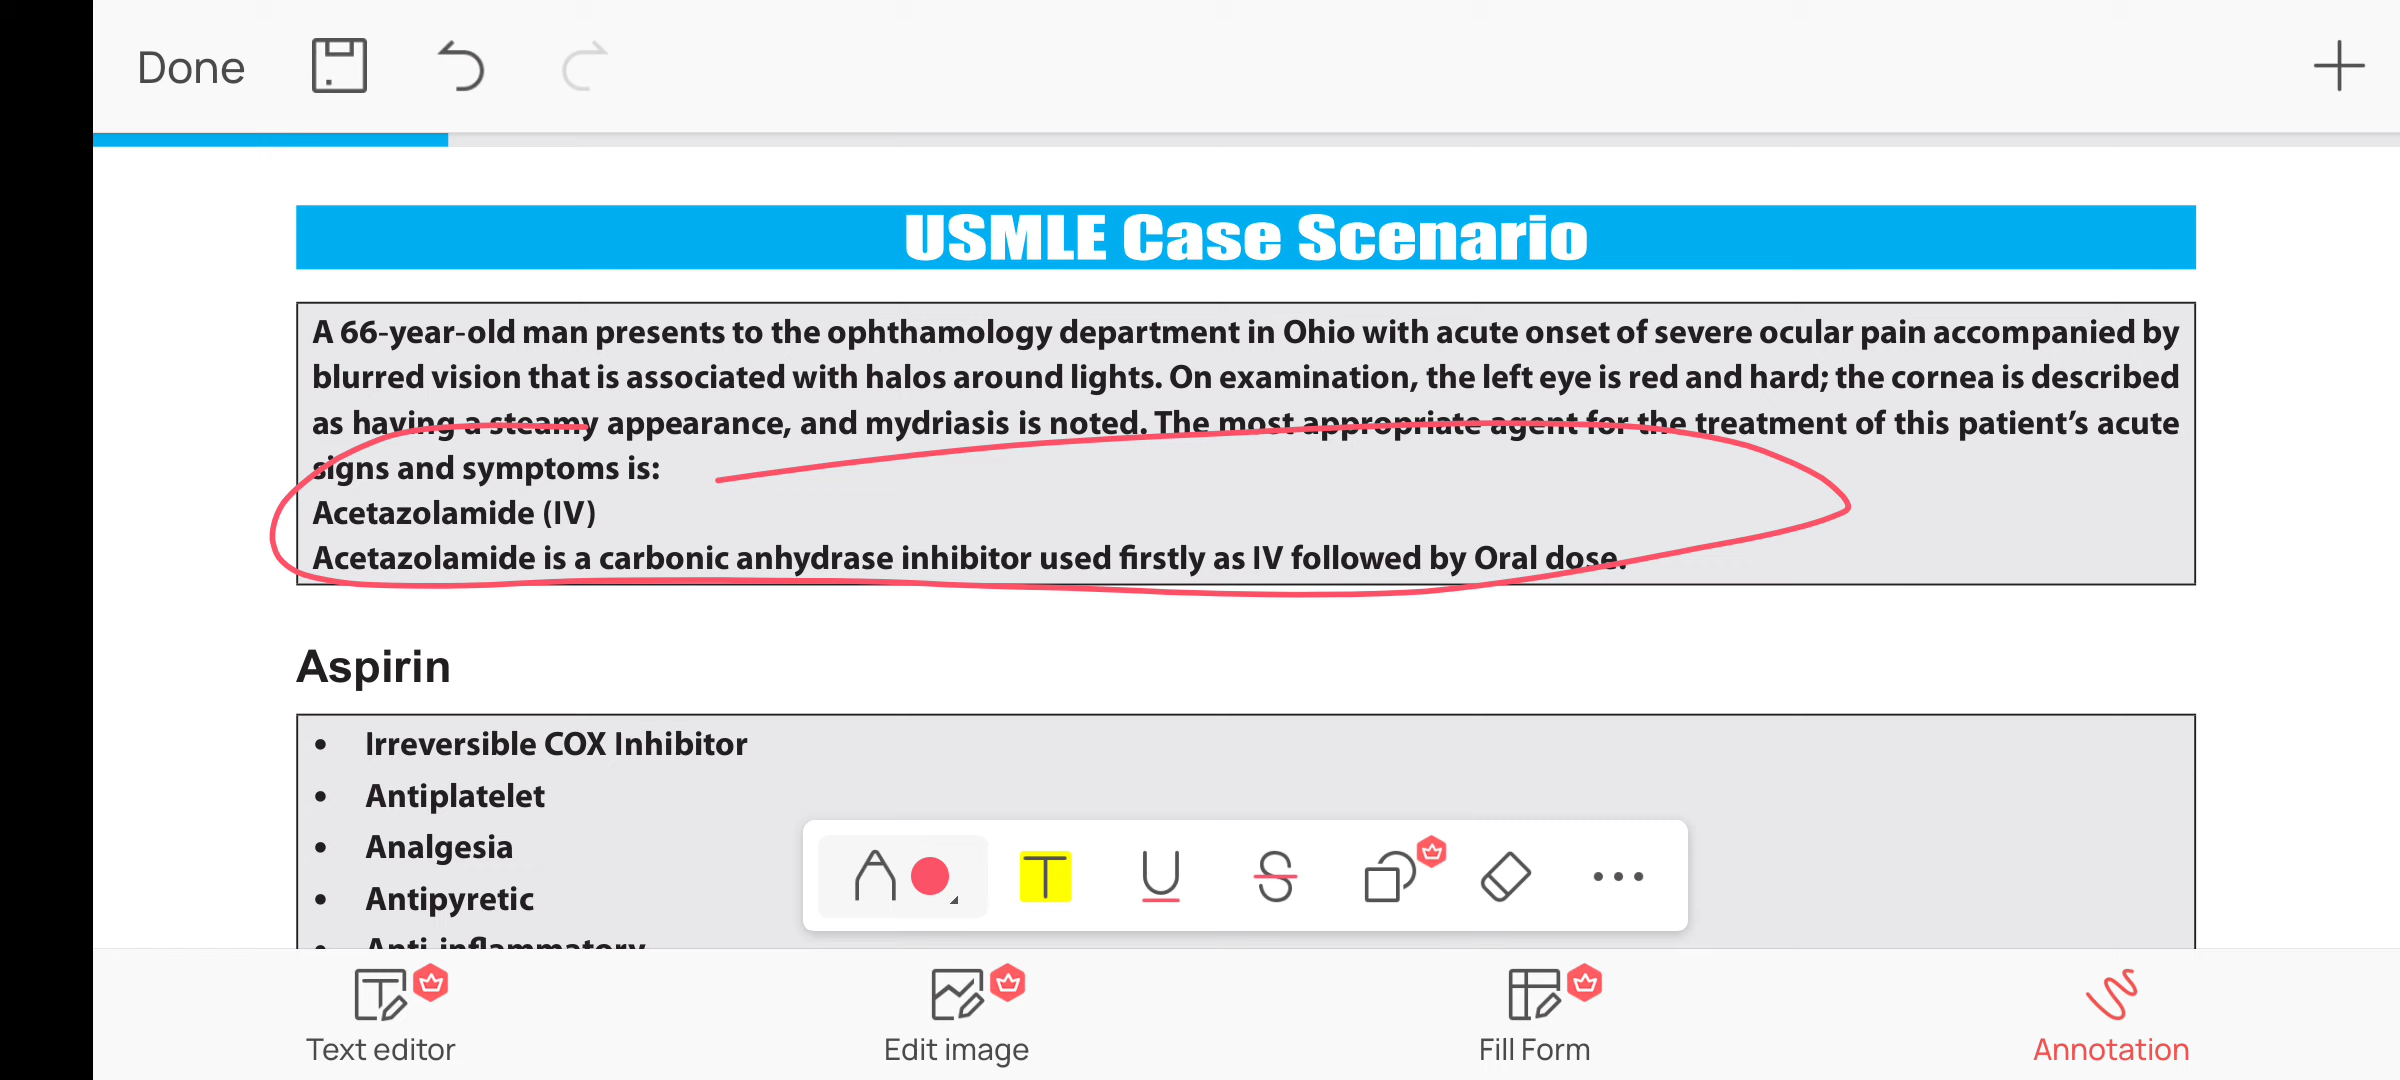 Done
USMLE Case Scenario
A 66-year-old man presents to the ophthamology department in Ohio with acute onset of severe ocular pain accompanied by
blurred vision that is associated with halos around lights. On examination, the left eye is red and hard; the cornea is described
as having a steamy appearance, and mydriasis is noted. The most appropriate agent for the treatment of this patient's acute
signs and symptoms is:
Acetazolamide (IV)
Acetazolamide is a carbonic anhydrase inhibitor used firstly as IV followed by Oral dose.
Aspirin
• Irreversible COX Inhibitor
• Antiplatelet
• Analgesia
• Antipyretic
• Anti-inflammatory
Text editor
Edit image
Fill Form
Annotation